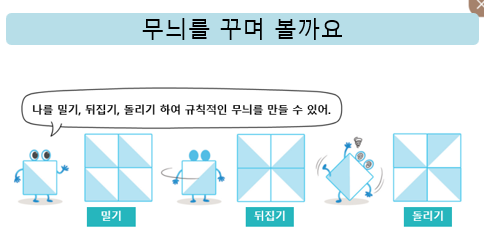 무늬를 꾸며 볼까요
나를 밀기, 뒤집기, 돌리기 하여 규칙적인 무늬를 만들 수 있어.
밀기
뒤집기
돌리기